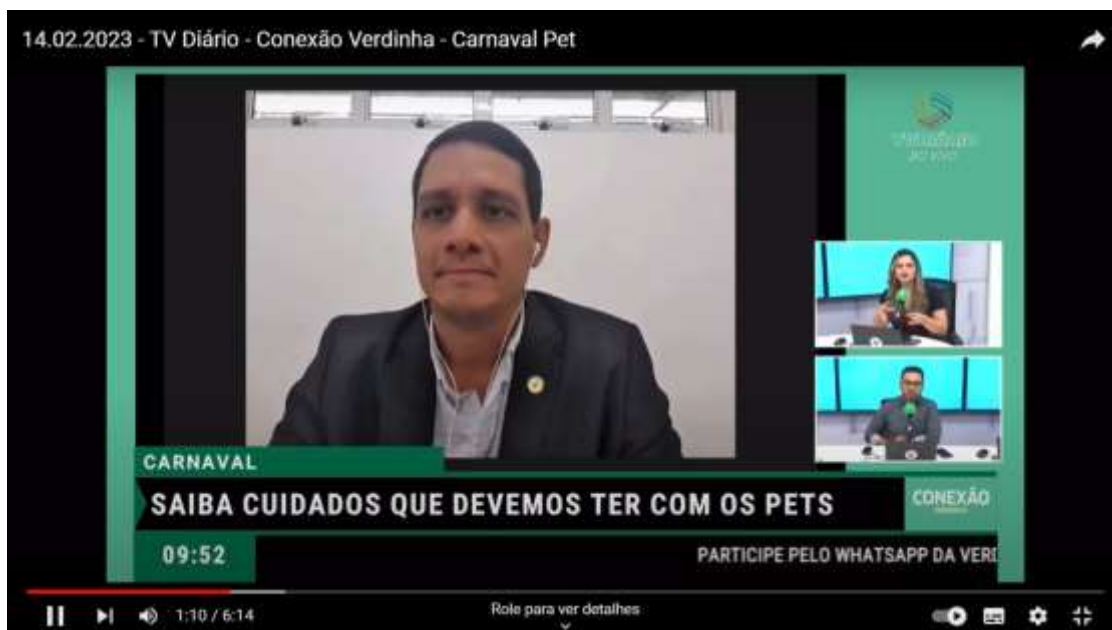 14.02.2023 - TV Diário - Conexão Verdinha - Carnaval Pet
CARNAVAL
SAIBA CUIDADOS QUE DEVEMOS TER COM OS PETS
CONEXÃO
09:52
PARTICIPE PELO WHATSAPP DA VERD
1:10 / 6:14
Role para ver detalhes